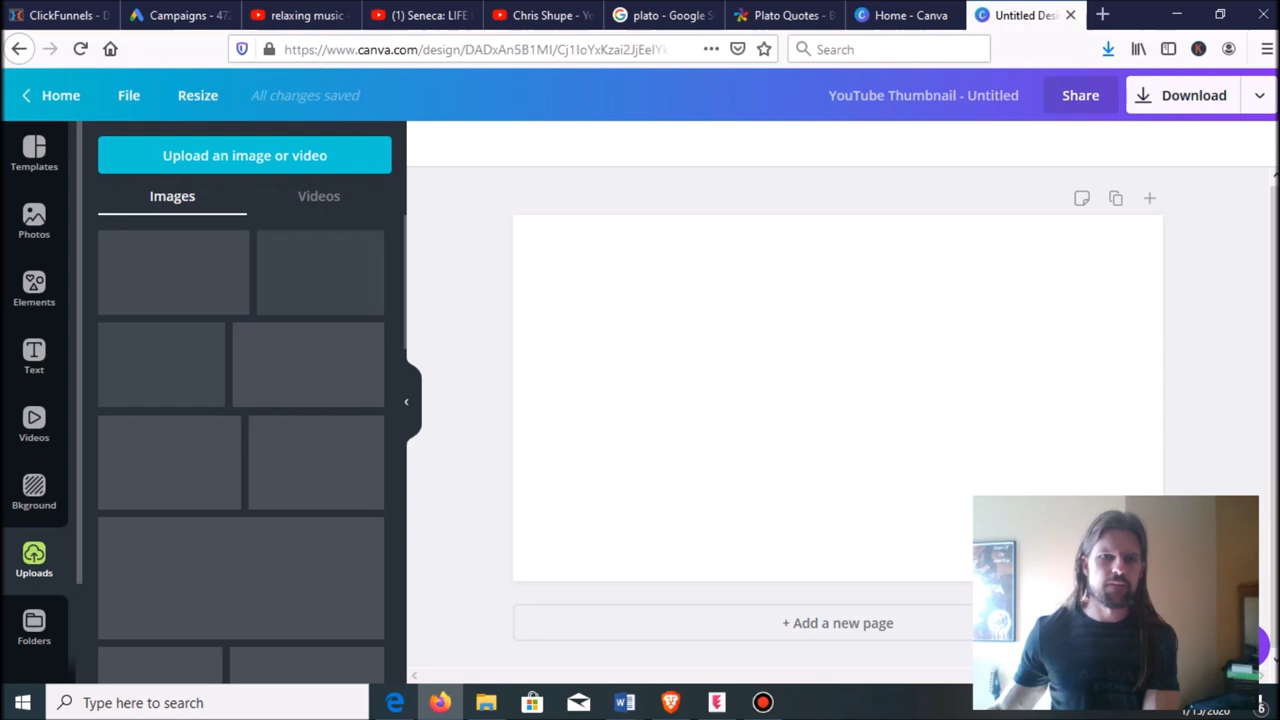 ClickFunnels - D
Campaigns - 47
relaxing music -
(1) Seneca: LIFE
Chris Shupe - Yo
plato - Google S
Plato Quotes - B
Home - Canva
Untitled Des
https://www.canva.com/design/DADxAn5B1MI/Cj1IoYxKzai2JjEelYk
Search
Home
File
Resize
All changes saved
YouTube Thumbnail - Untitled
Share
Download
Templates
Photos
Elements
Text
Videos
Bkground
Uploads
Folders
Upload an image or video
Images
Videos
+ Add a new page
Type here to search